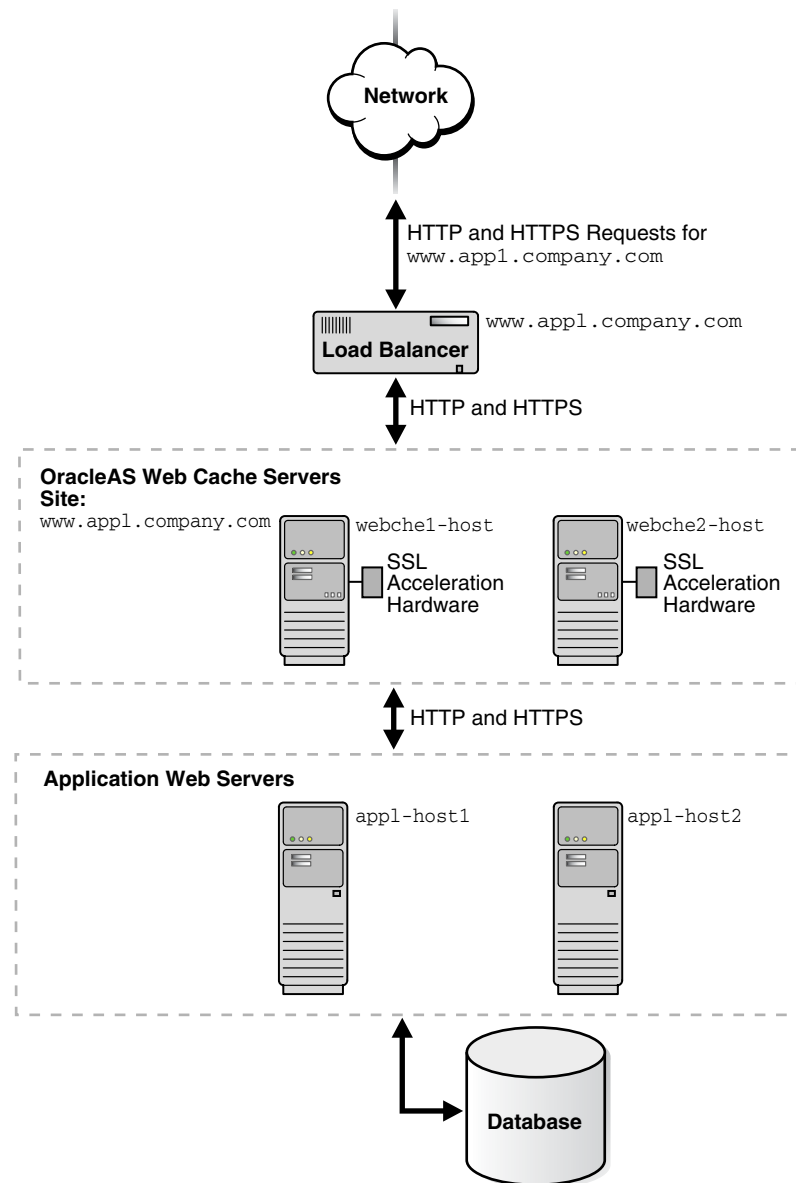 Network
HTTP and HTTPS Requests for
www.app1.company.com
www.app1.company.com
Load Balancer
HTTP and HTTPS
OracleAS Web Cache Servers
Site:
www.app1.company.com
webche1-host
webche2-host
SSL
Acceleration
Hardware
SSL
Acceleration
Hardware
HTTP and HTTPS
Application Web Servers
app1-host1
app1-host2
Database